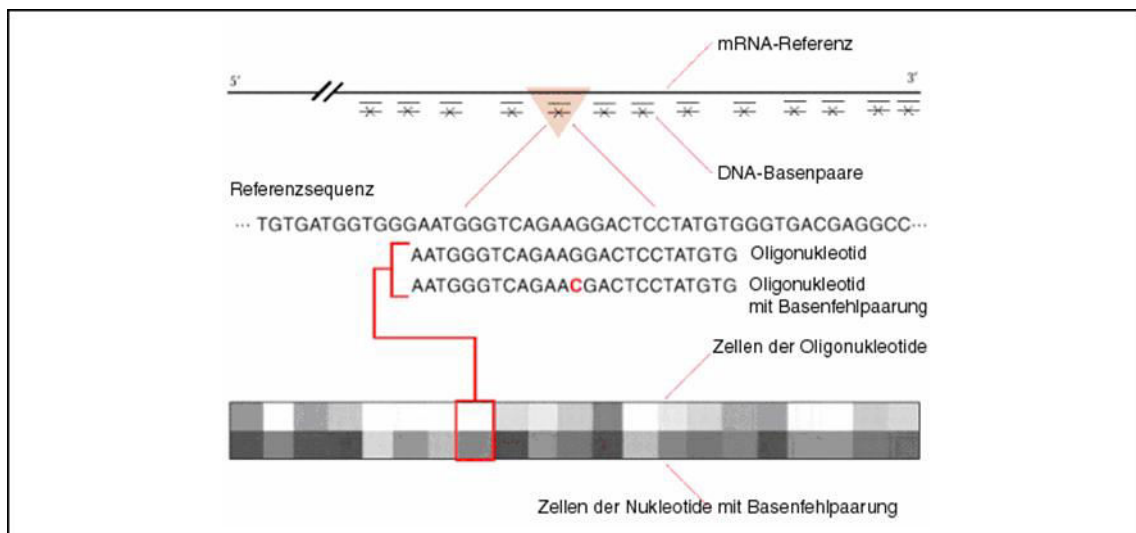 mRNA-Referenz
5'
3'
DNA-Basenpaare
Referenzsequenz
··· TGTGATGGTGGGAATGGGTCAGAAGGACTCCTATGTGGGTGACGAGGCC···
AATGGGTCAGAAGGACTCCTATGTG Oligonukleotid
AATGGGTCAGAACGACTCCTATGTG Oligonukleotid
mit Basenfehlpaarung
Zellen der Oligonukleotide
Zellen der Nukleotide mit Basenfehlpaarung